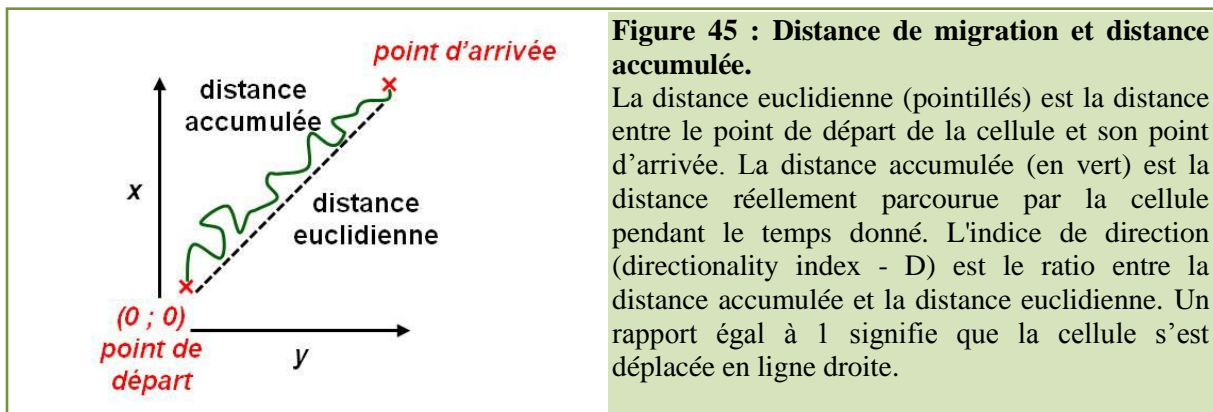 point d'arrivée
distance
accumulée
x
distance
euclidienne
(0 ; 0)
point de
départ
y
Figure 45 : Distance de migration et distance
accumulée.
La distance euclidienne (pointillés) est la distance
entre le point de départ de la cellule et son point
d’arrivée. La distance accumulée (en vert) est la
distance réellement parcourue par la cellule
pendant le temps donné. L'indice de direction
(directionality index - D) est le ratio entre la
distance accumulée et la distance euclidienne. Un
rapport égal à 1 signifie que la cellule s’est
déplacée en ligne droite.